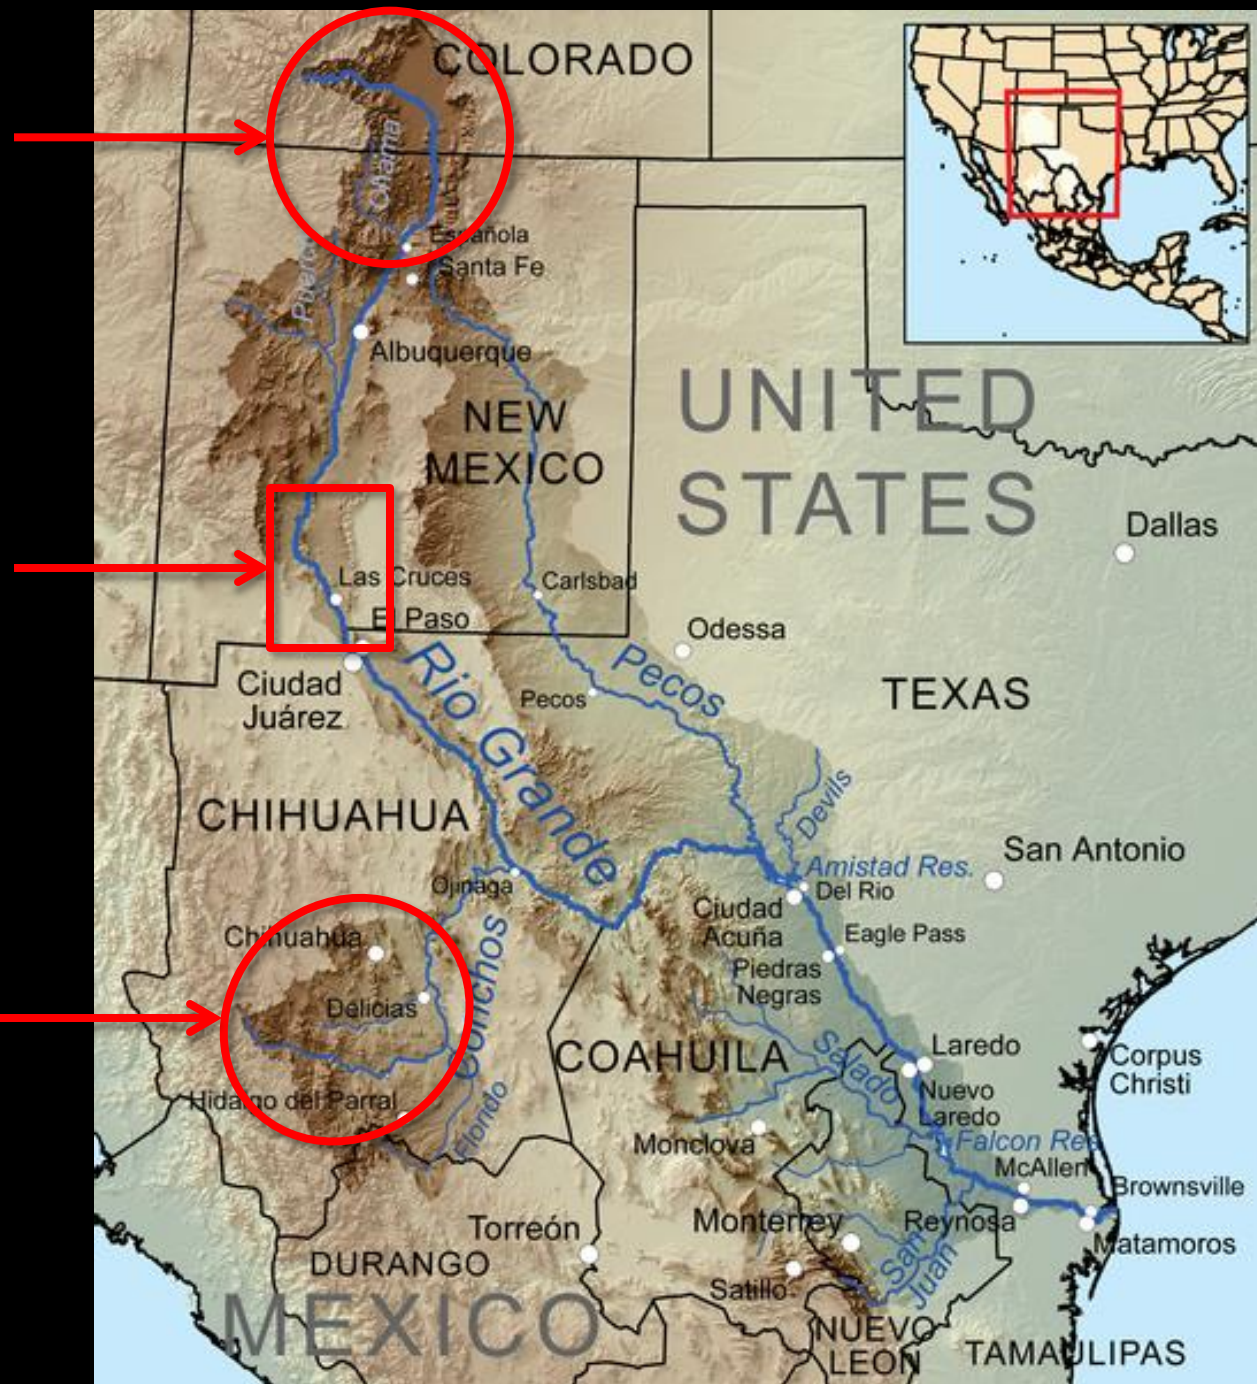 COLORADO
Chama
Española
Santa Fe
Puerco
Albuquerque
NEW
MEXICO
UNITED
STATES
Dallas
Las Cruces
El Paso
Carlsbad
Odessa
Ciudad
Juárez
Rio Grande
Pecos
Pecos
TEXAS
CHIHUAHUA
Devils
San Antonio
Amistad Res.
Ojinaga
Del Rio
Ciudad
Acuña
Eagle Pass
Chihuahua
Piedras
Negras
Delicias
Conchos
COAHUILA
Salado
Laredo
Corpus
Christi
Nuevo
Laredo
Hidalgo del Parral
Florido
Monclova
Falcon Res
McAllen
Brownsville
Torreón
Monterrey
Reynosa
Matamoros
DURANGO
San
Juan
Satillo
MEXICO
NUEVO
LEON
TAMAULIPAS